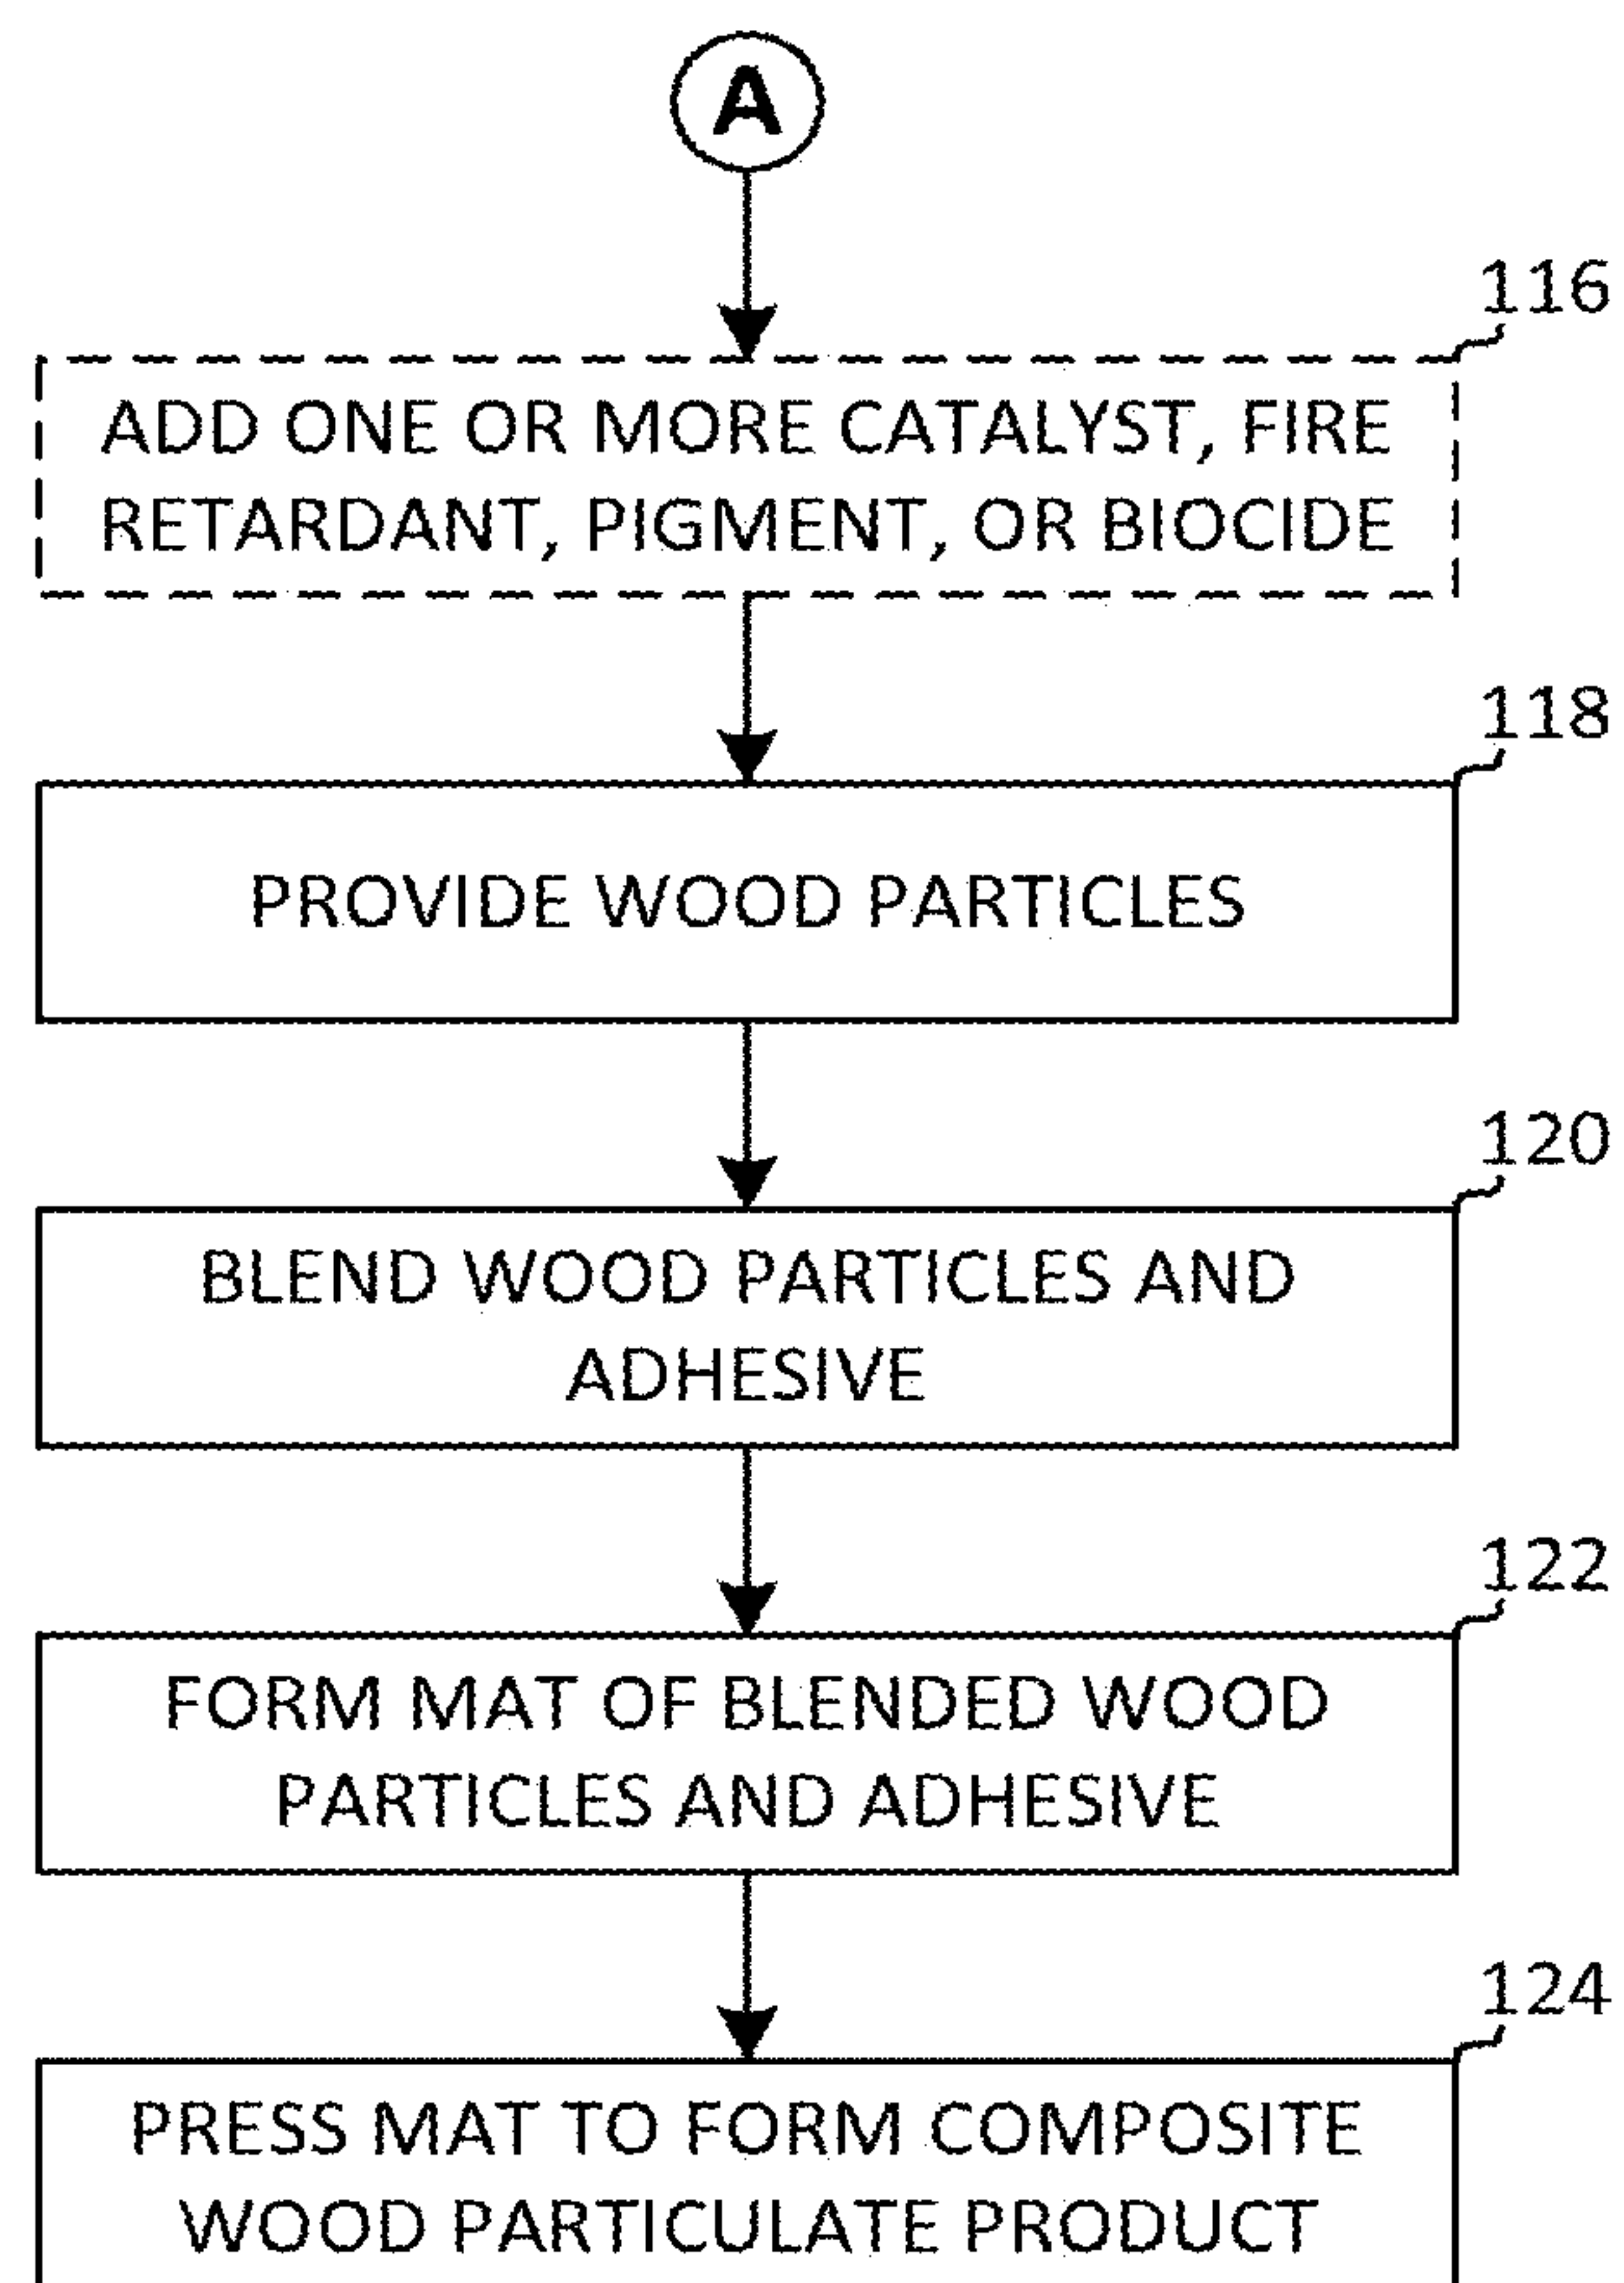 A
116
ADD ONE OR MORE CATALYST, FIRE
RETARDANT, PIGMENT, OR BIOCIDE
118
PROVIDE WOOD PARTICLES
120
BLEND WOOD PARTICLES AND
ADHESIVE
122
FORM MAT OF BLENDED WOOD
PARTICLES AND ADHESIVE
124
PRESS MAT TO FORM COMPOSITE
WOOD PARTICULATE PRODUCT